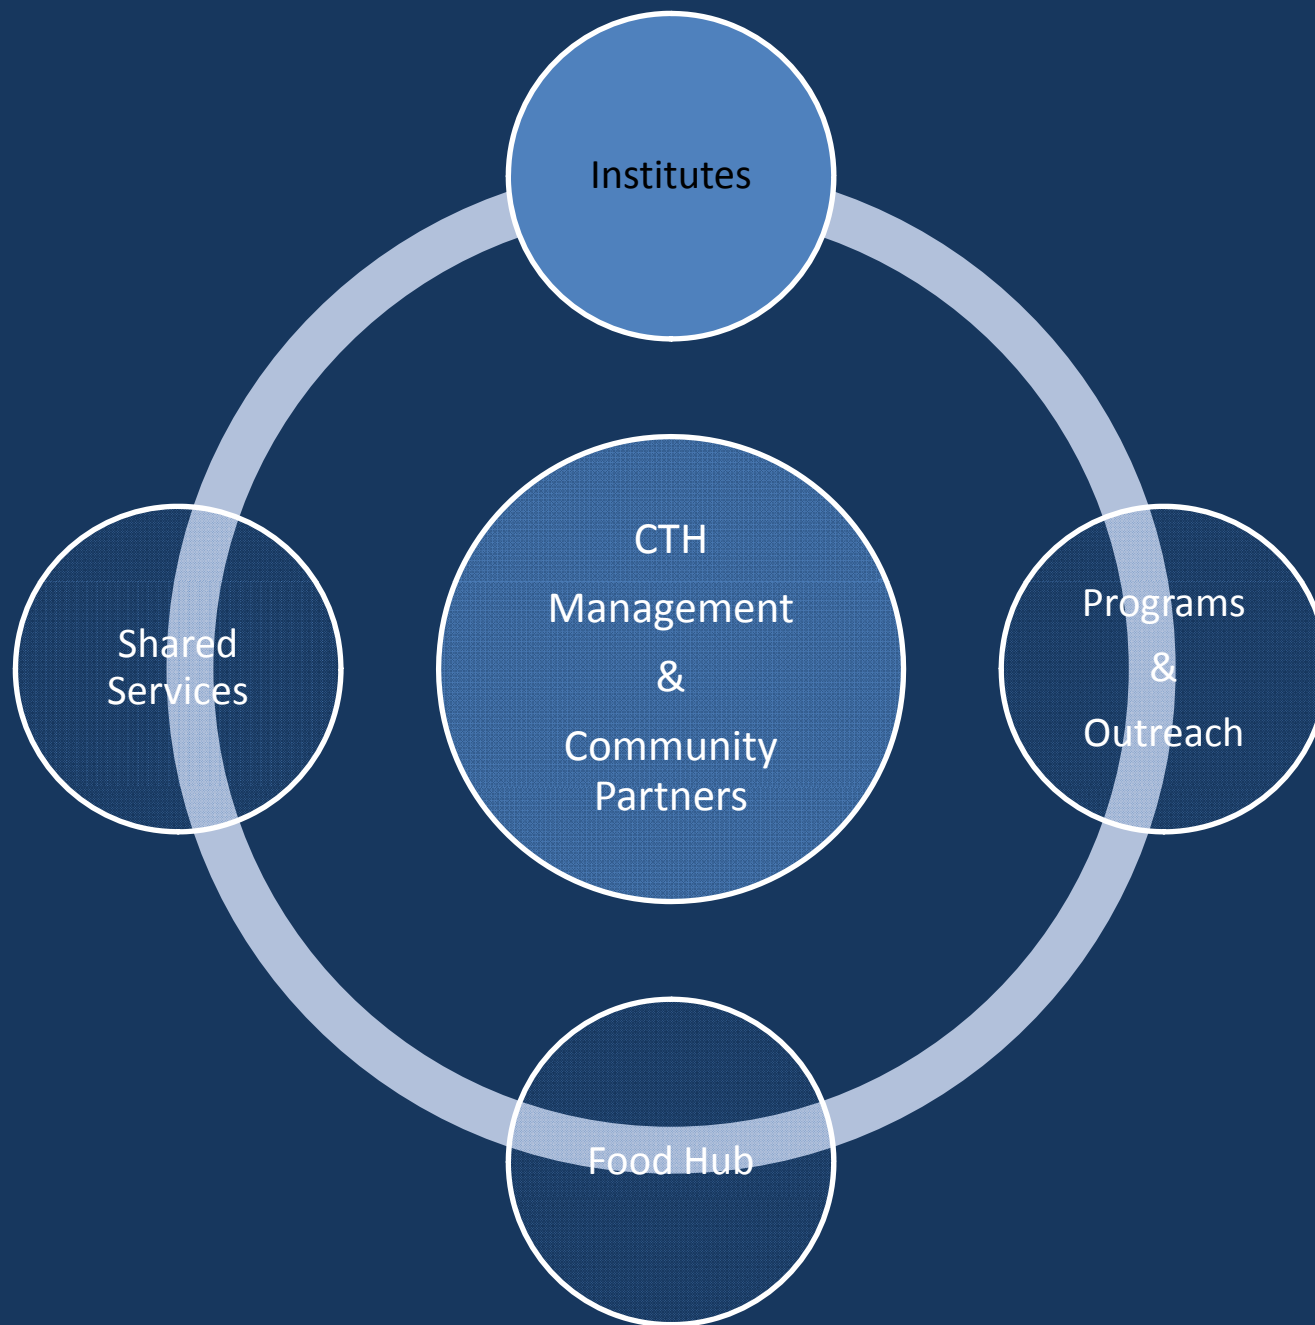 Institutes
CTH
Management
&
Community
Partners
Shared
Services
Programs
&
Outreach
Food Hub